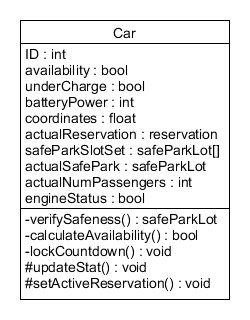 Car
ID : int
availability : bool
underCharge : bool
batteryPower : int
coordinates : float
actualReservation : reservation
safeParkSlotSet : safeParkLot[]
actualSafePark : safeParkLot
actualNumPassengers : int
engineStatus : bool
-verifySafeness() : safeParkLot
-calculateAvailability() : bool
-lockCountdown() : void
#updateStat() : void
#setActiveReservation() : void